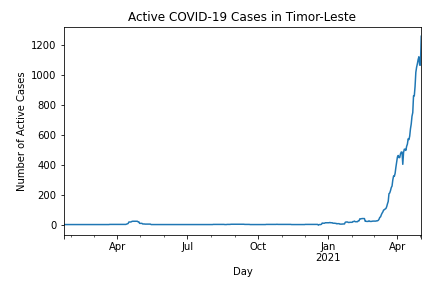 Active COVID-19 Cases in Timor-Leste
Number of Active Cases
1200
1000
800
600
400
200
0
Apr
Jul
Oct
Jan
2021
Apr
Day